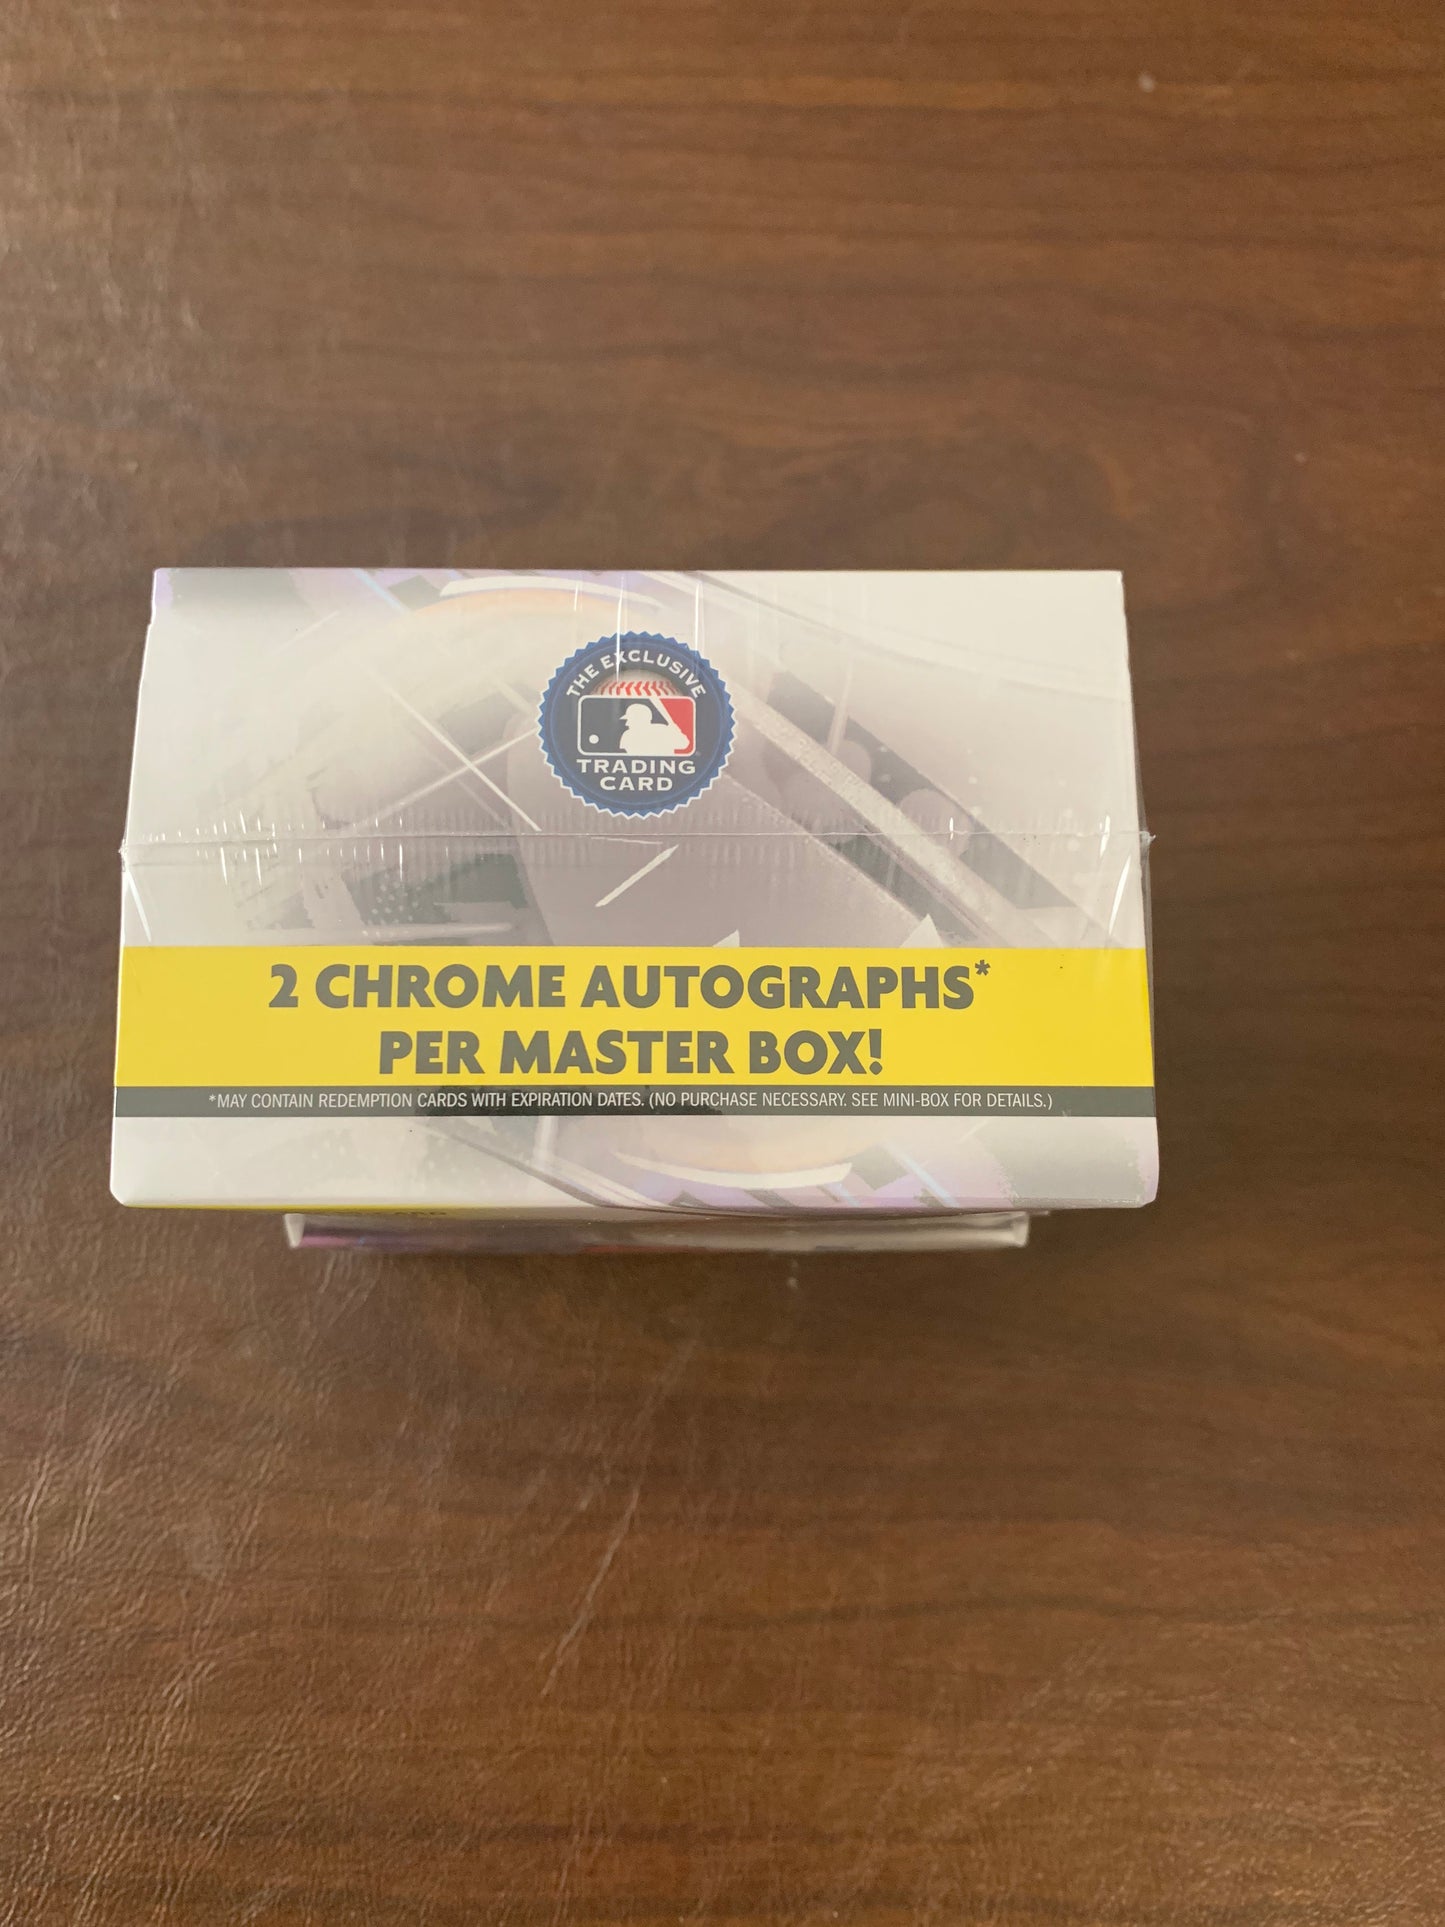 THE EXCLUSIVE
TRADING
CARD
2 CHROME AUTOGRAPHS*
PER MASTER BOX!
*MAY CONTAIN REDEMPTION CARDS WITH EXPIRATION DATES. (NO PURCHASE NECESSARY. SEE MINI-BOX FOR DETAILS.)